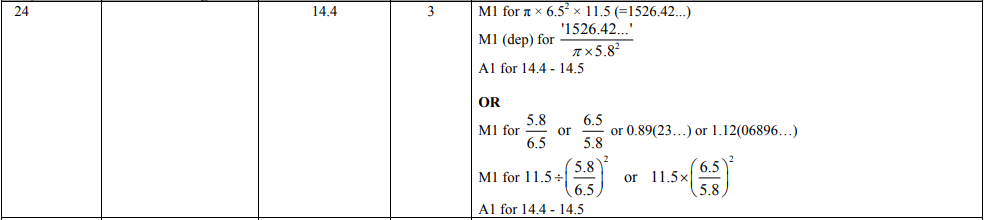 24 14.4 3 M1 for π × 6.5² × 11.5 (=1526.42...)
M1 (dep) for '1526.42...' / π×5.8²
A1 for 14.4 - 14.5
OR
M1 for 5.8/6.5 or 6.5/5.8 or 0.89(23…) or 1.12(06896…)
M1 for 11.5÷(5.8/6.5)² or 11.5×(6.5/5.8)²
A1 for 14.4 - 14.5